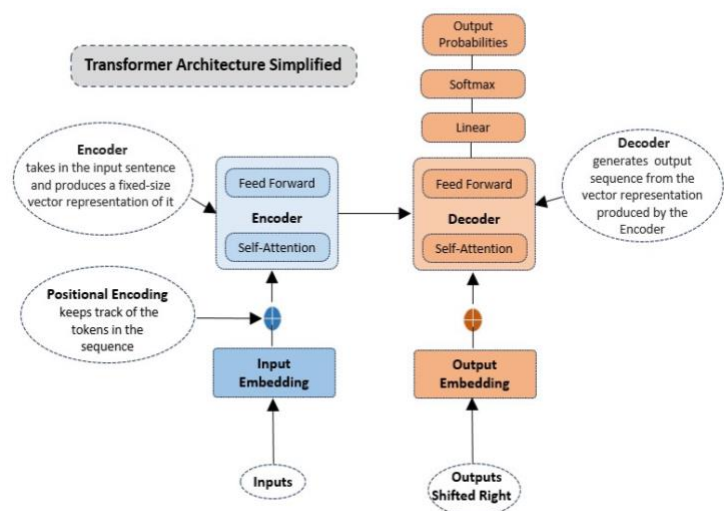 Transformer Architecture Simplified
Output
Probabilities
Softmax
Linear
Encoder
takes in the input sentence
and produces a fixed-size
vector representation of it
Feed Forward
Encoder
Self-Attention
Feed Forward
Decoder
Self-Attention
Decoder
generates output
sequence from the
vector representation
produced by the
Encoder
Positional Encoding
keeps track of the
tokens in the
sequence
Input
Embedding
Output
Embedding
Inputs
Outputs
Shifted Right